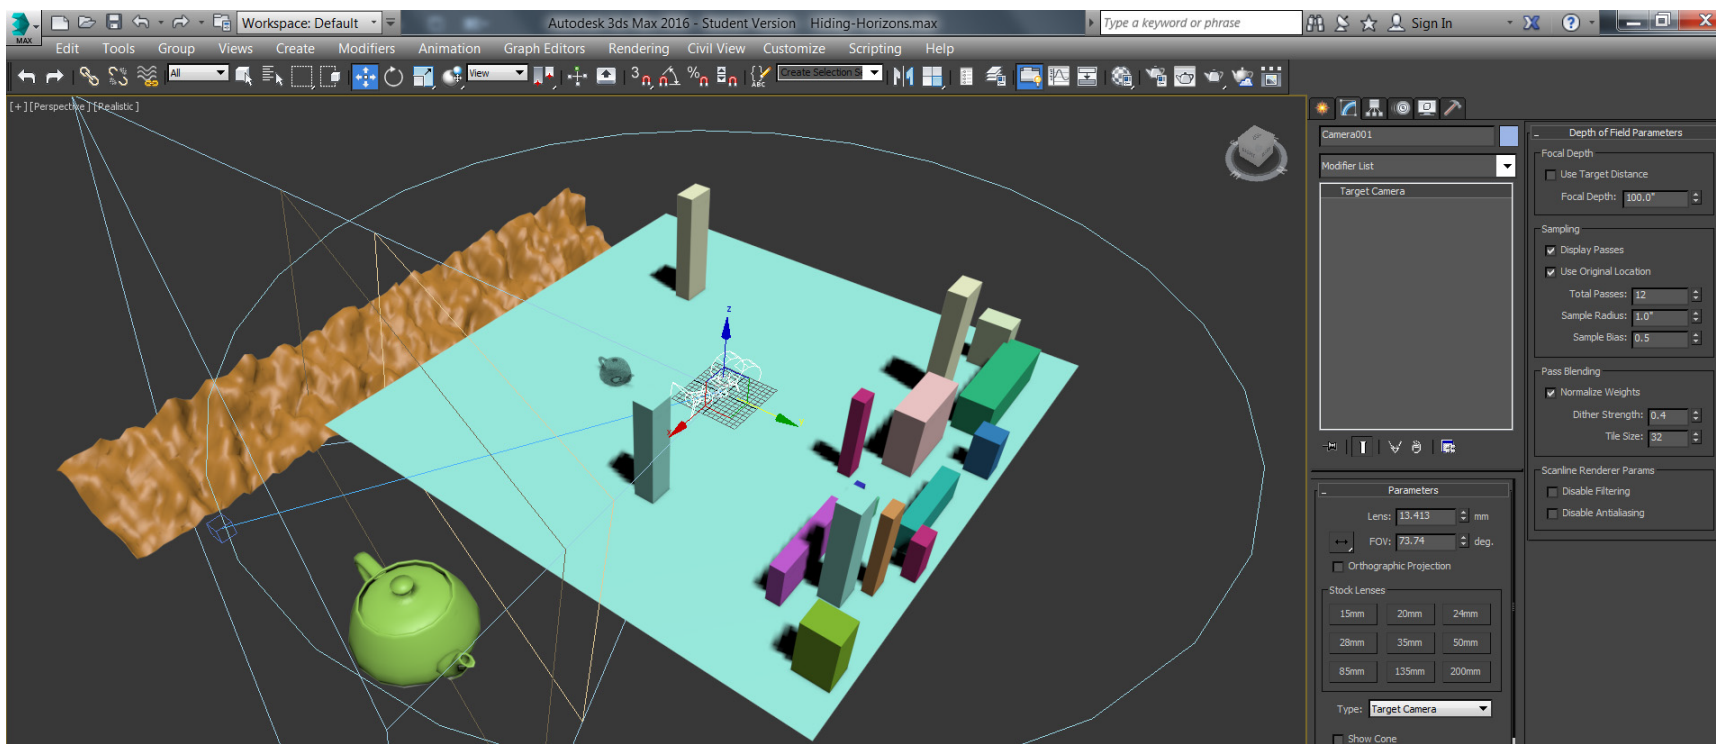 MAX
Workspace: Default
Autodesk 3ds Max 2016 - Student Version Hiding-Horizons.max
Type a keyword or phrase
Sign In
Edit Tools Group Views Create Modifiers Animation Graph Editors Rendering Civil View Customize Scripting Help
All
View
3
%
ABC
Create Selection S
[+] [Perspective] [Realistic]
z
Camera001
Modifier List
Target Camera
Parameters
Lens: 13.413 mm
FOV: 73.74 deg.
Orthographic Projection
Stock Lenses
15mm 20mm 24mm
28mm 35mm 50mm
85mm 135mm 200mm
Type: Target Camera
Show Cone
Depth of Field Parameters
Focal Depth
Use Target Distance
Focal Depth: 100.0"
Sampling
Display Passes
Use Original Location
Total Passes: 12
Sample Radius: 1.0"
Sample Bias: 0.5
Pass Blending
Normalize Weights
Dither Strength: 0.4
Tile Size: 32
Scanline Renderer Params
Disable Filtering
Disable Antialiasing